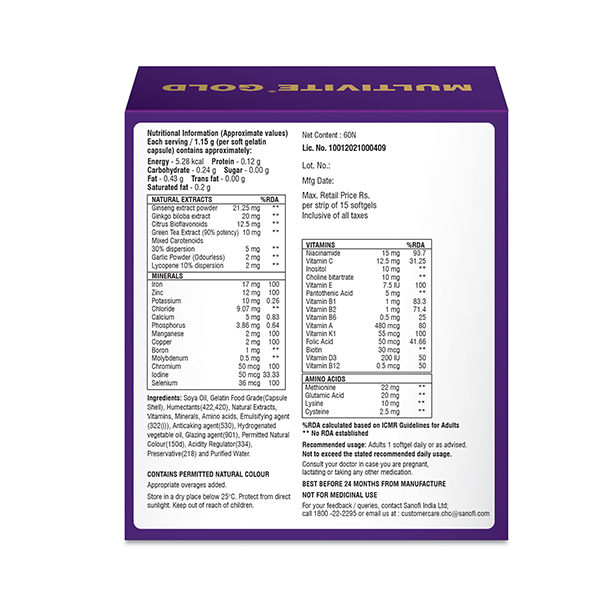 MULTIVITE® GOLD
Nutritional Information (Approximate values)
Each serving / 1.15 g (per soft gelatin
capsule) contains approximately:
Energy - 5.28 kcal Protein - 0.12 g
Carbohydrate - 0.24 g Sugar - 0.00 g
Fat - 0.43 g Trans fat - 0.00 g
Saturated fat - 0.2 g
NATURAL EXTRACTS %RDA
Ginseng extract powder 21.25 mg **
Ginkgo biloba extract 20 mg **
Citrus Bioflavonoids 12.5 mg **
Green Tea Extract (90% potency) 10 mg **
Mixed Carotenoids
30% dispersion 5 mg **
Garlic Powder (Odourless) 2 mg **
Lycopene 10% dispersion 2 mg **
MINERALS
Iron 17 mg 100
Zinc 12 mg 100
Potassium 10 mg 0.26
Chloride 9.07 mg **
Calcium 5 mg 0.83
Phosphorus 3.86 mg 0.64
Manganese 2 mg 100
Copper 2 mg 100
Boron 1 mg **
Molybdenum 0.5 mg **
Chromium 50 mcg 100
Iodine 50 mcg 33.33
Selenium 36 mcg 100
Ingredients: Soya Oil, Gelatin Food Grade(Capsule
Shell), Humectants(422,420), Natural Extracts,
Vitamins, Minerals, Amino acids, Emulsifying agent
(322(i)), Anticaking agent(530), Hydrogenated
vegetable oil, Glazing agent(901), Permitted Natural
Colour(150d), Acidity Regulator(334),
Preservative(218) and Purified Water.
CONTAINS PERMITTED NATURAL COLOUR
Appropriate overages added.
Store in a dry place below 25°C. Protect from direct
sunlight. Keep out of reach of children.
Net Content : 60N
Lic. No. 10012021000409
Lot. No.:
Mfg Date:
Max. Retail Price Rs.
per strip of 15 softgels
Inclusive of all taxes
VITAMINS %RDA
Niacinamide 15 mg 93.7
Vitamin C 12.5 mg 31.25
Inositol 10 mg **
Choline bitartrate 10 mg **
Vitamin E 7.5 IU 100
Pantothenic Acid 5 mg **
Vitamin B1 1 mg 83.3
Vitamin B2 1 mg 71.4
Vitamin B6 0.5 mg 25
Vitamin A 480 mcg 80
Vitamin K1 55 mcg 100
Folic Acid 50 mcg 41.66
Biotin 30 mcg **
Vitamin D3 200 IU 50
Vitamin B12 0.5 mcg 50
AMINO ACIDS
Methionine 22 mg **
Glutamic Acid 20 mg **
Lysine 10 mg **
Cysteine 2.5 mg **
%RDA calculated based on ICMR Guidelines for Adults
** No RDA established
Recommended usage: Adults 1 softgel daily or as advised.
Not to exceed the stated recommended daily usage.
Consult your doctor in case you are pregnant,
lactating or taking any other medication.
BEST BEFORE 24 MONTHS FROM MANUFACTURE
NOT FOR MEDICINAL USE
For your feedback / queries, contact Sanofi India Ltd;
call 1800 -22-2295 or email us at : customercare.chc@sanofi.com